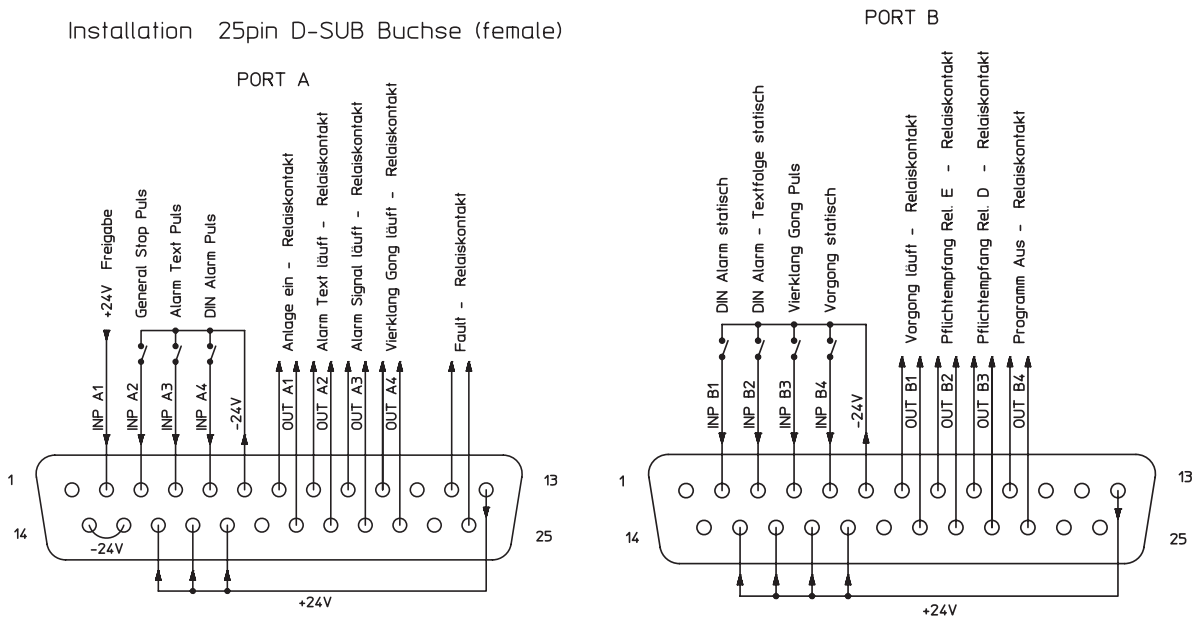 Installation 25pin D-SUB Buchse (female)
PORT A
+24V Freigabe
General Stop Puls
Alarm Text Puls
DIN Alarm Puls
Anlage ein - Relaiskontakt
Alarm Text läuft - Relaiskontakt
Alarm Signal läuft - Relaiskontakt
Vierklang Gong läuft - Relaiskontakt
Fault - Relaiskontakt
INP A1
INP A2
INP A3
INP A4
-24V
OUT A1
OUT A2
OUT A3
OUT A4
1
13
14
25
-24V
+24V
PORT B
DIN Alarm statisch
DIN Alarm - Textfolge statisch
Vierklang Gong Puls
Vorgong statisch
Vorgong läuft - Relaiskontakt
Pflichtempfang Rel. E - Relaiskontakt
Pflichtempfang Rel. D - Relaiskontakt
Programm Aus - Relaiskontakt
INP B1
INP B2
INP B3
INP B4
-24V
OUT B1
OUT B2
OUT B3
OUT B4
1
13
14
25
+24V